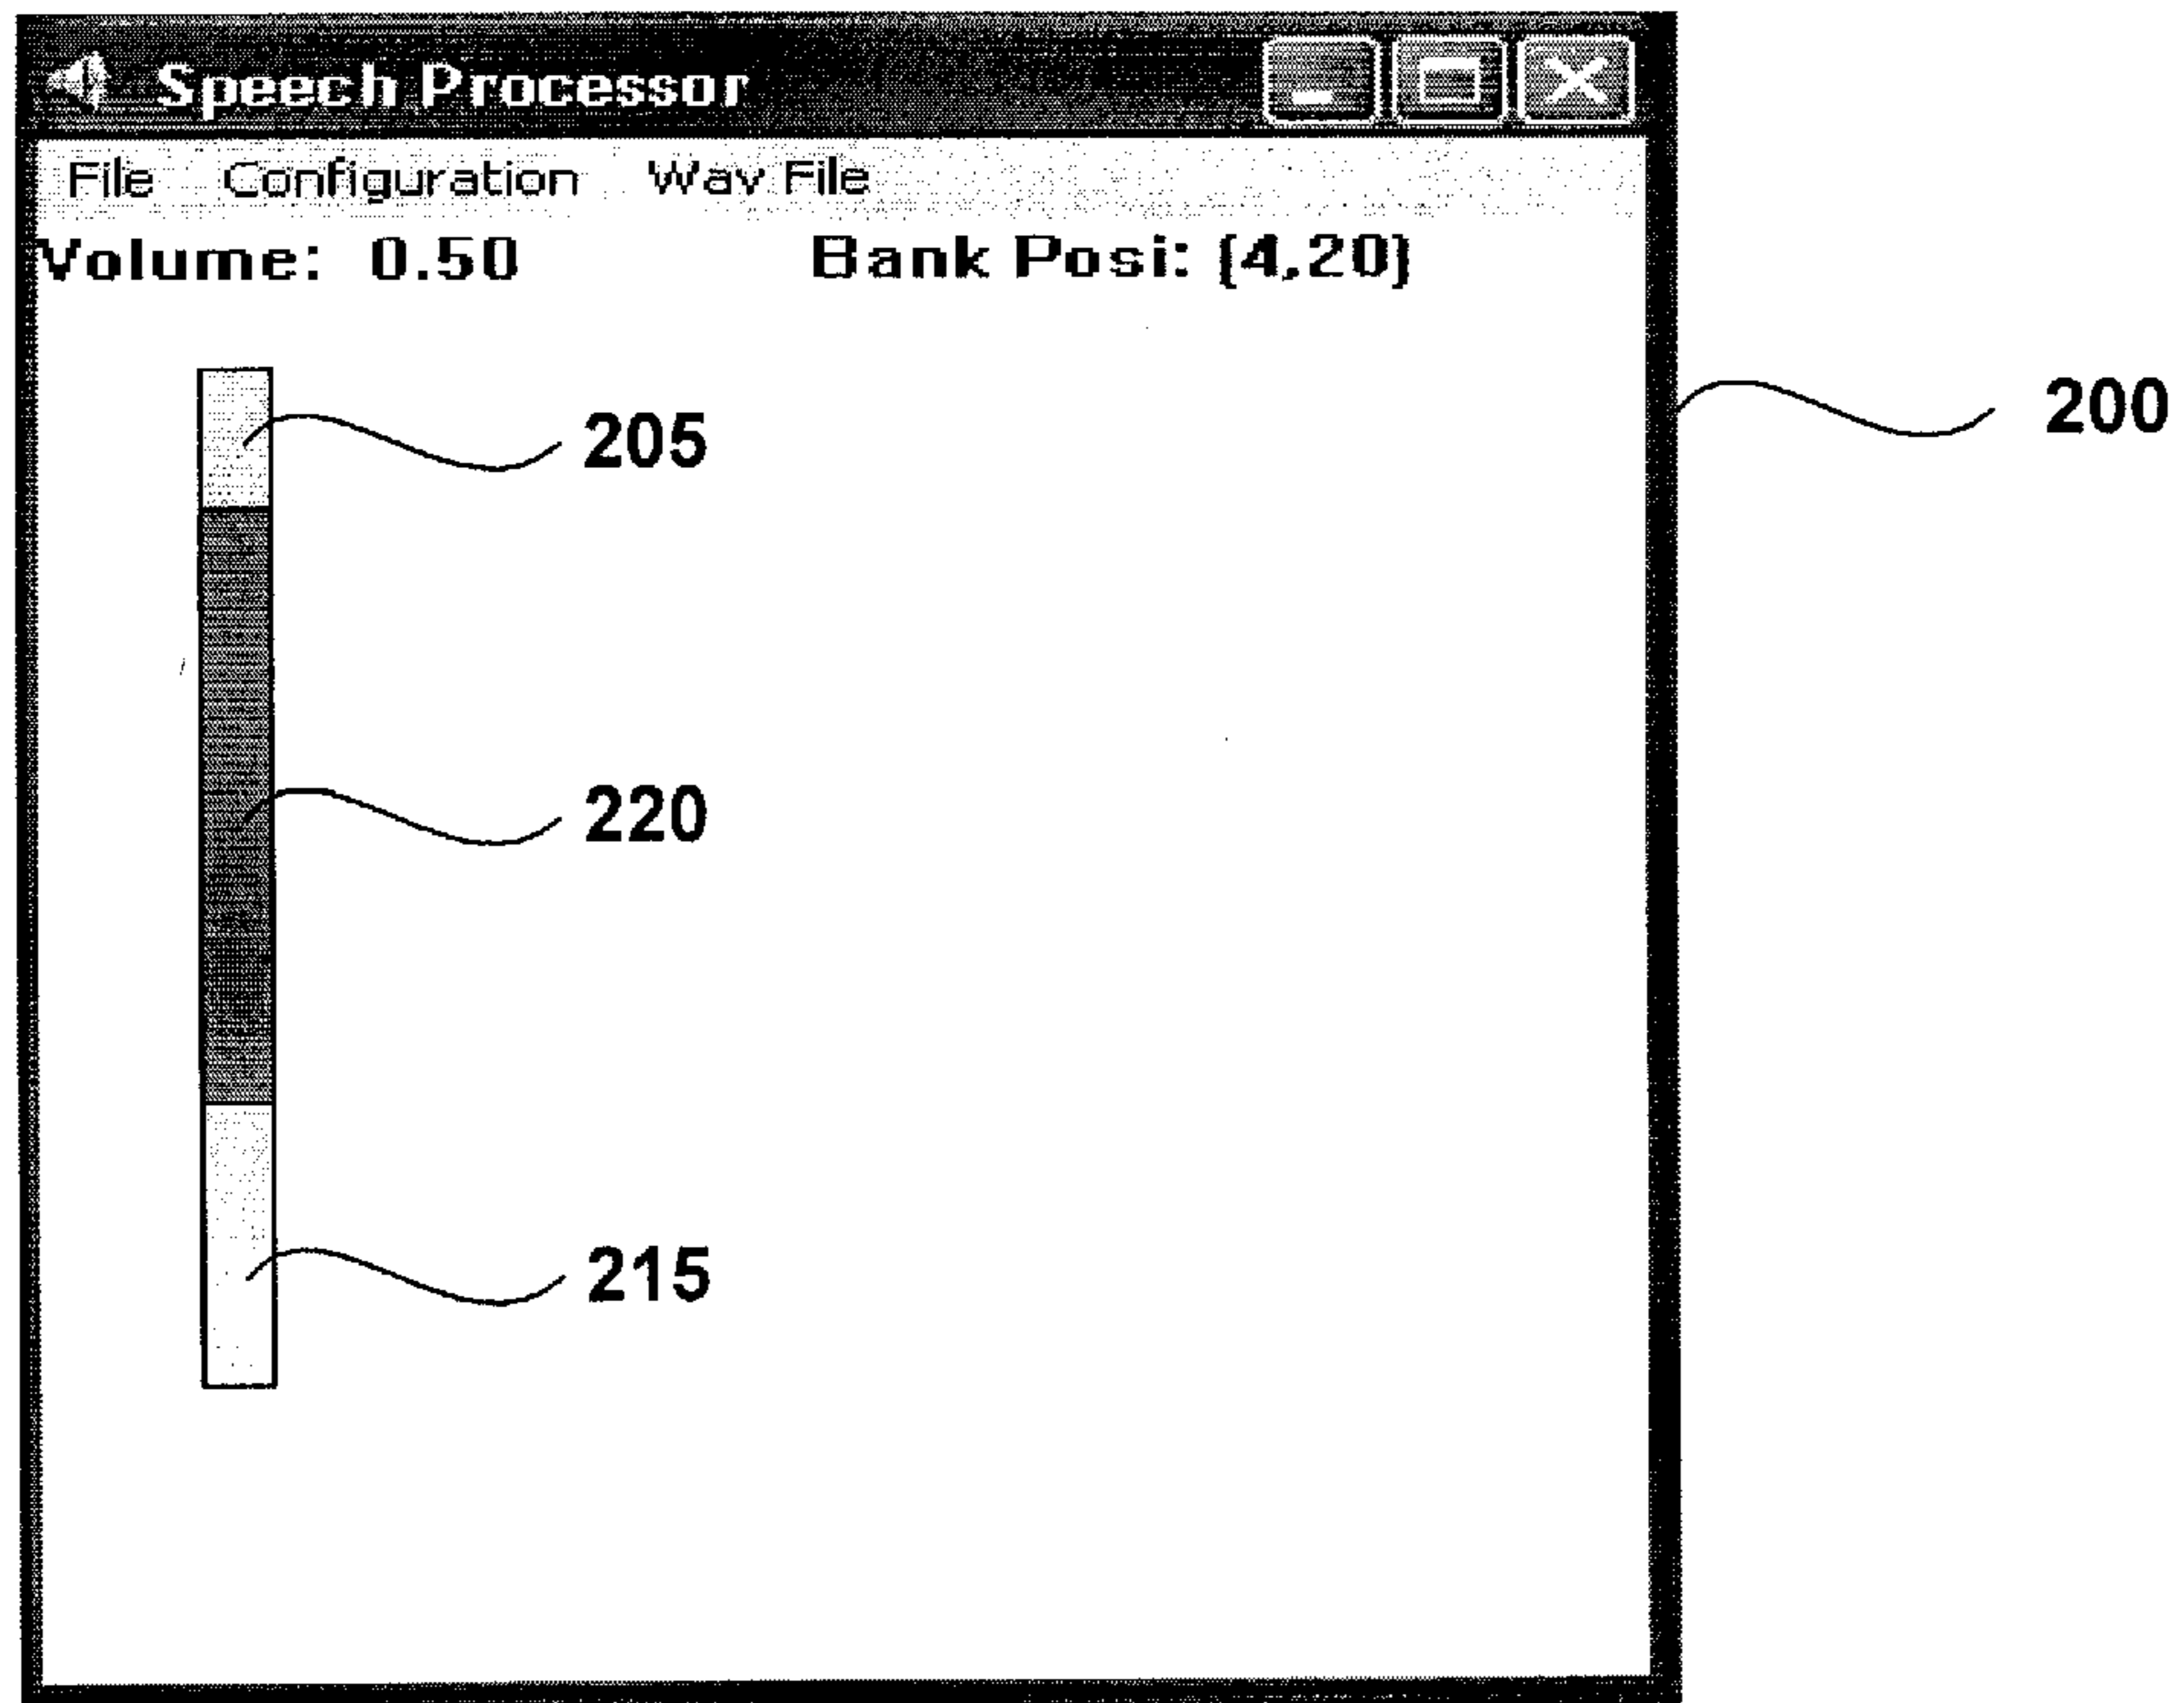 Speech Processor
File Configuration Wav File
Volume: 0.50 Bank Posi: (4,20)
205
200
220
215